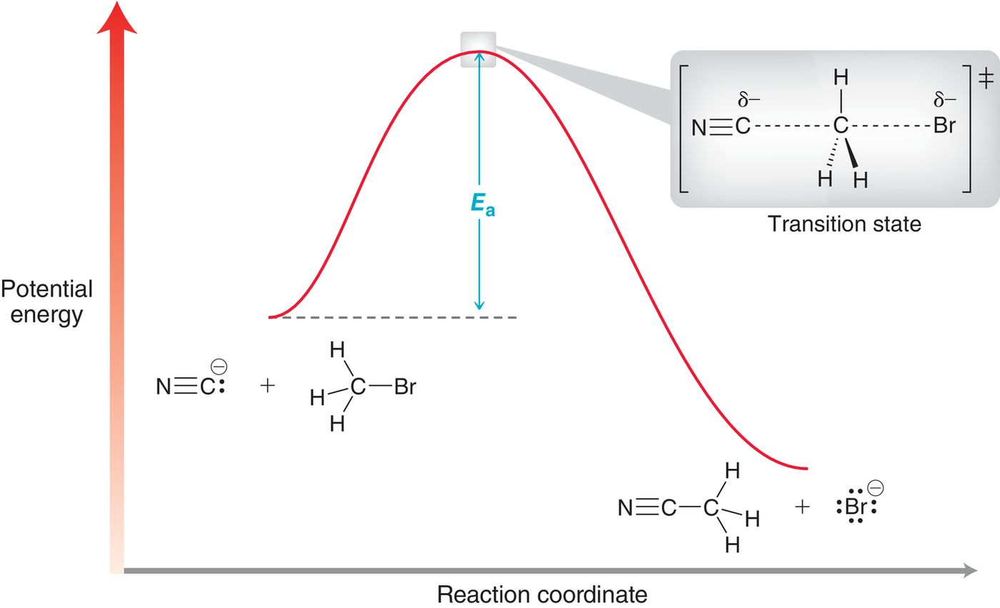 H
δ− δ− ‡
N≡C C Br
H H
Eₐ
Transition state
Potential
energy
H
⊖
N≡C: + C—Br
H
H
H
⊖
N≡C—C + :Br:
H
H
Reaction coordinate